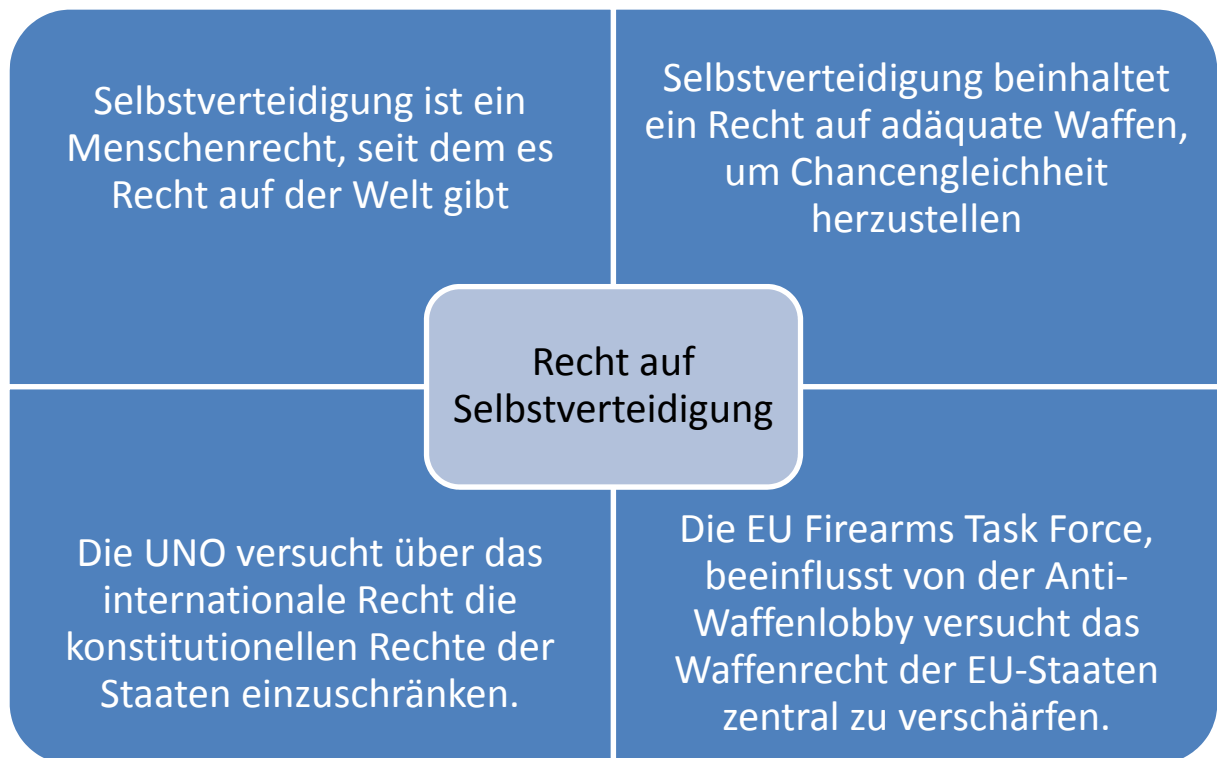 Selbstverteidigung ist ein
Menschenrecht, seit dem es
Recht auf der Welt gibt
Selbstverteidigung beinhaltet
ein Recht auf adäquate Waffen,
um Chancengleichheit
herzustellen
Recht auf
Selbstverteidigung
Die UNO versucht über das
internationale Recht die
konstitutionellen Rechte der
Staaten einzuschränken.
Die EU Firearms Task Force,
beeinflusst von der Anti-
Waffenlobby versucht das
Waffenrecht der EU-Staaten
zentral zu verschärfen.